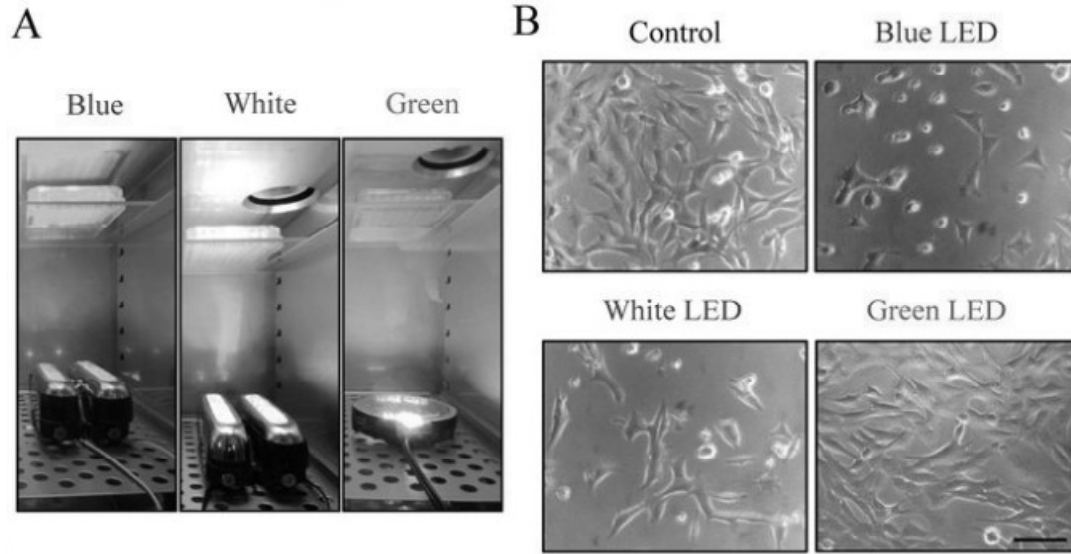 A
Blue
White
Green
B
Control
Blue LED
White LED
Green LED